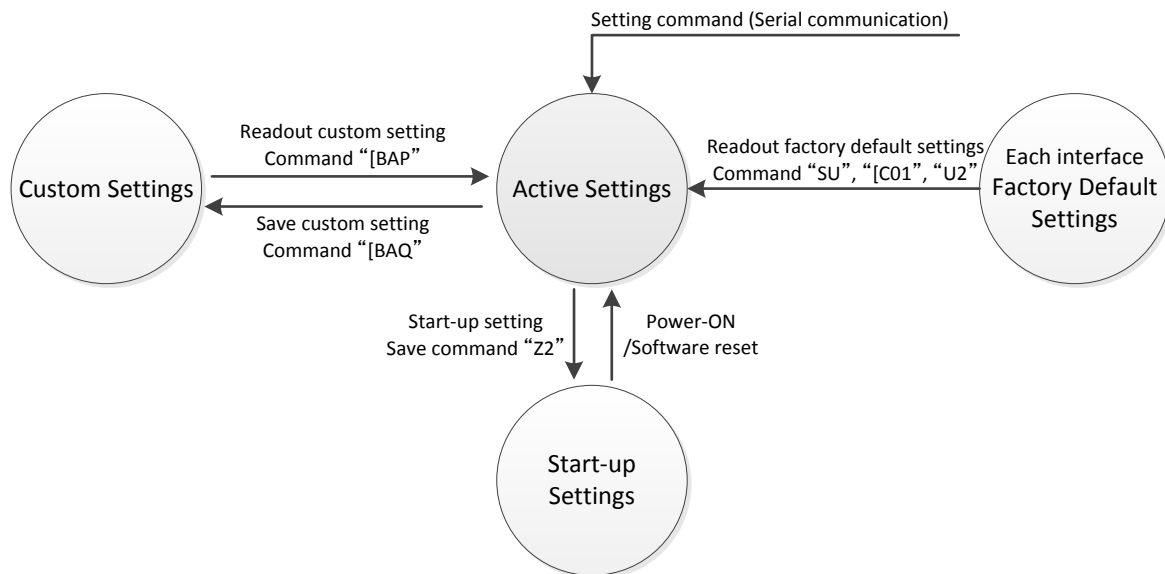 Setting command (Serial communication)
Readout custom setting
Command “[BAP”
Custom Settings
Save custom setting
Command “[BAQ”
Active Settings
Readout factory default settings
Command “SU”, “[C01”, “U2”
Each interface
Factory Default
Settings
Start-up setting
Save command “Z2”
Power-ON
/Software reset
Start-up
Settings